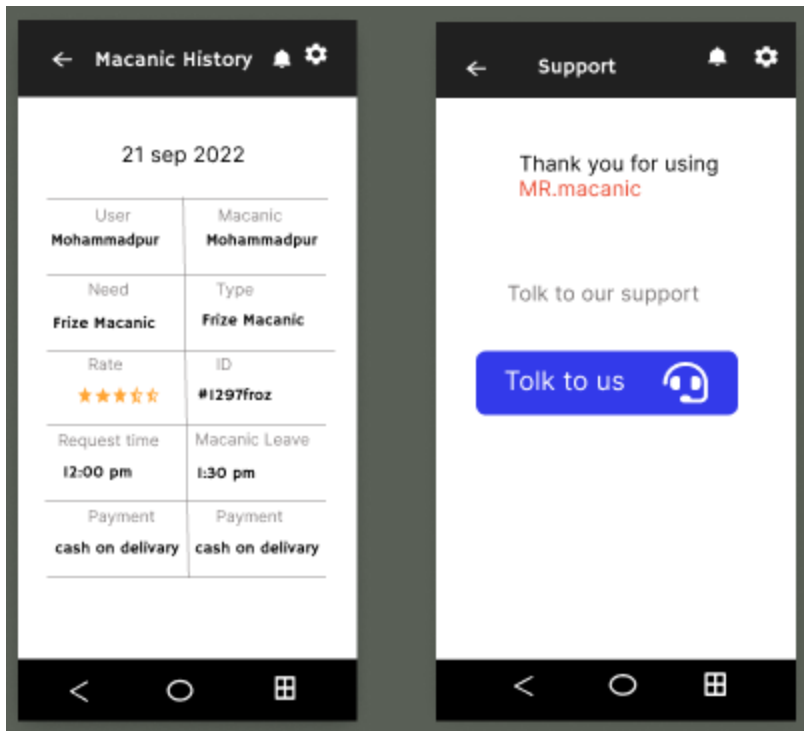 Macanic History
21 sep 2022
User Macanic
Mohammadpur Mohammadpur
Need Type
Frize Macanic Frize Macanic
Rate ID
#1297froz
Request time Macanic Leave
12:00 pm 1:30 pm
Payment Payment
cash on delivary cash on delivary
Support
Thank you for using
MR.macanic
Tolk to our support
Tolk to us